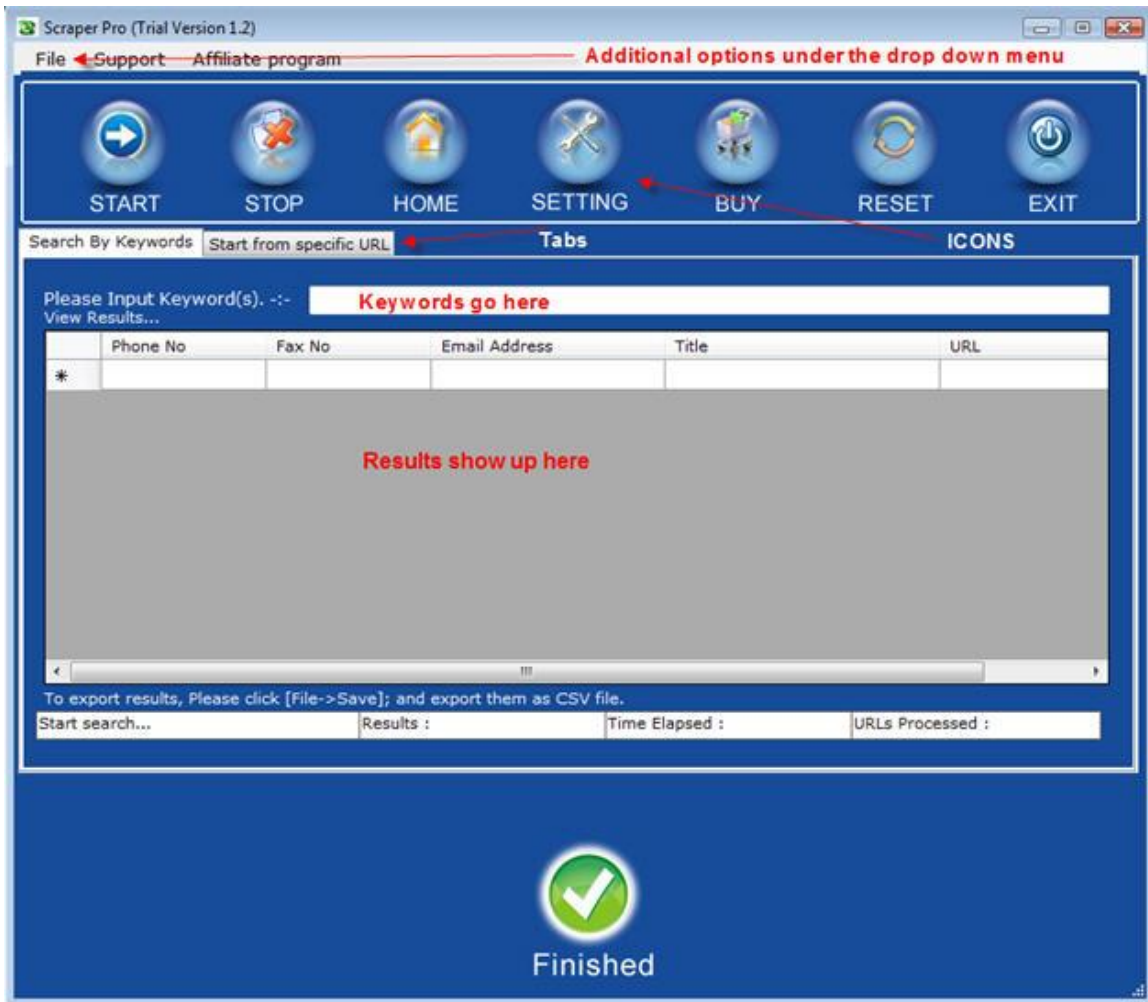 Scraper Pro (Trial Version 1.2)
File Support Affiliate program Additional options under the drop down menu
START STOP HOME SETTING BUY RESET EXIT
Search By Keywords Start from specific URL Tabs ICONS
Please Input Keyword(s). -:- Keywords go here
View Results...
Phone No Fax No Email Address Title URL
*
Results show up here
To export results, Please click [File->Save]; and export them as CSV file.
Start search... Results : Time Elapsed : URLs Processed :
Finished